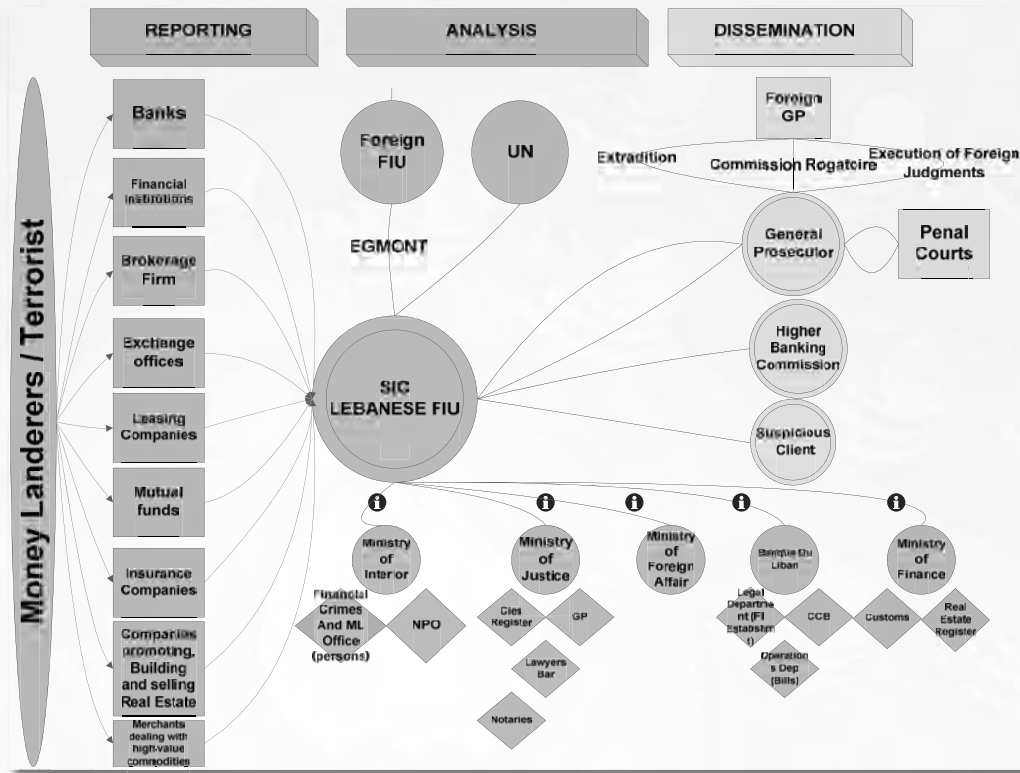 REPORTING
ANALYSIS
DISSEMINATION
Money Landerers / Terrorist
Banks
Financial
institutions
Brokerage
Firm
Exchange
offices
Leasing
Companies
Mutual
funds
Insurance
Companies
Companies
promoting,
Building
and selling
Real Estate
Merchants
dealing with
high-value
commodities
Foreign
FIU
UN
EGMONT
SIC
LEBANESE FIU
Foreign
GP
Extradition
Commission Rogatoire
Execution of Foreign
Judgments
General
Prosecutor
Penal
Courts
Higher
Banking
Commission
Suspicious
Client
i
i
i
i
i
Ministry
of
Interior
Ministry
of
Justice
Ministry
of
Foreign
Affair
Banque Du
Liban
Ministry
of
Finance
Financial
Crimes
And ML
Office
(persons)
NPO
Cies
Register
GP
Lawyers
Bar
Notaries
Legal
Departme
nt (FI
Establishm
t)
CCB
Operation
s Dep
(Bills)
Customs
Real
Estate
Register